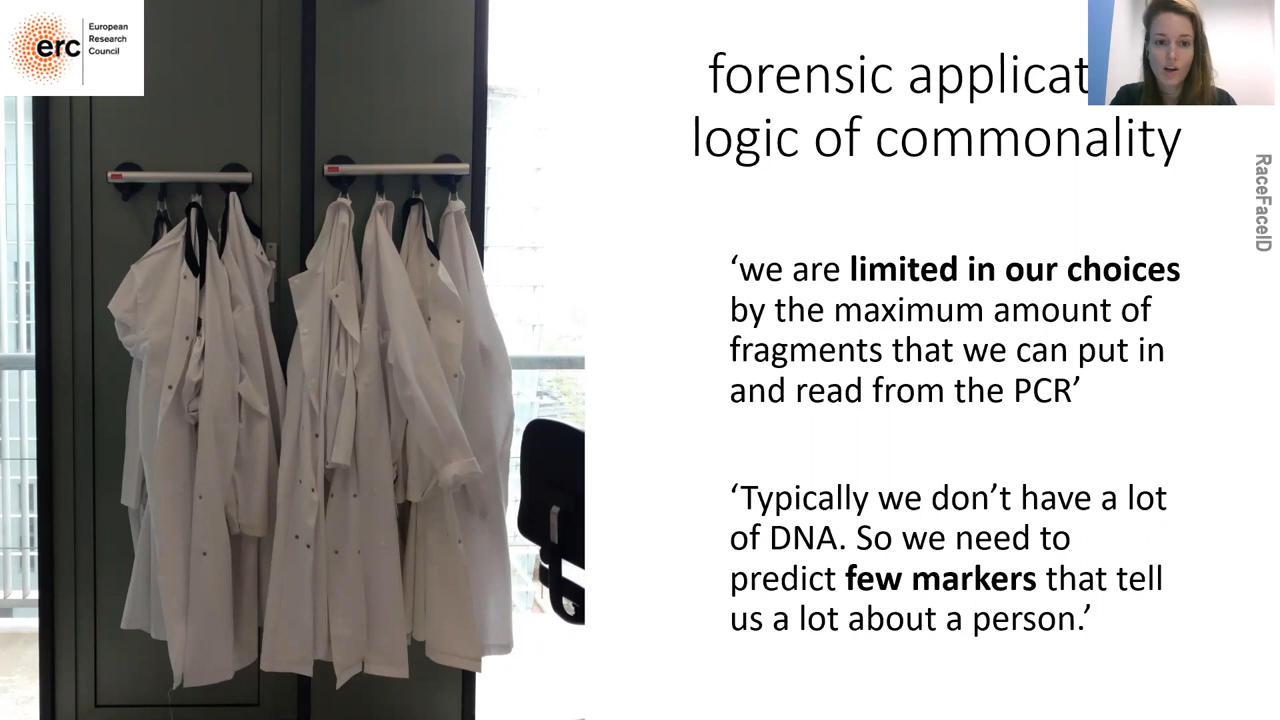 erc
European
Research
Council
forensic applicat
logic of commonality
RaceFaceID
‘we are limited in our choices
by the maximum amount of
fragments that we can put in
and read from the PCR’
‘Typically we don’t have a lot
of DNA. So we need to
predict few markers that tell
us a lot about a person.’